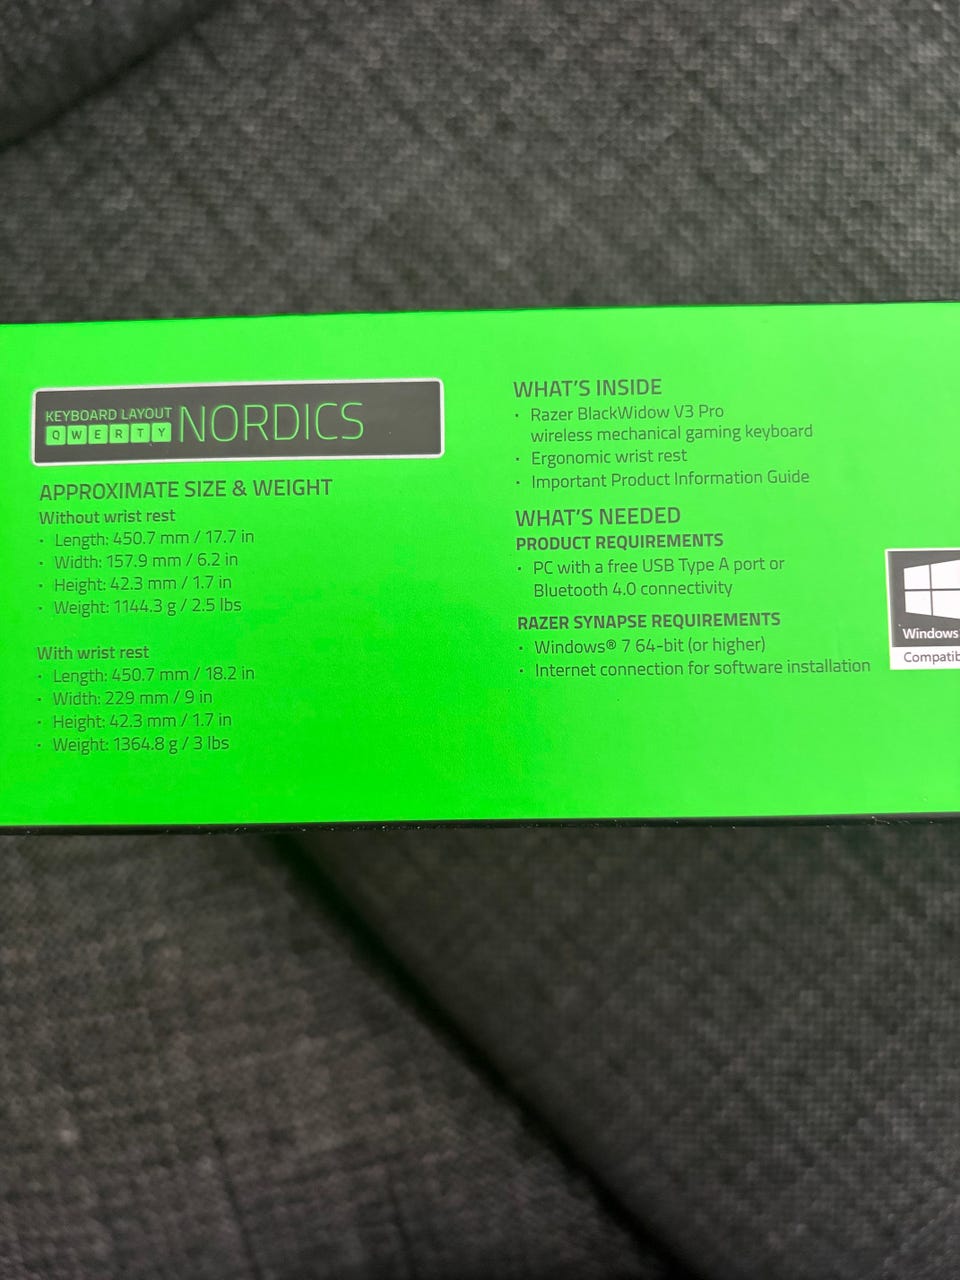 KEYBOARD LAYOUT
QWERTY NORDICS
APPROXIMATE SIZE & WEIGHT
Without wrist rest
· Length: 450.7 mm / 17.7 in
· Width: 157.9 mm / 6.2 in
· Height: 42.3 mm / 1.7 in
· Weight: 1144.3 g / 2.5 lbs
With wrist rest
· Length: 450.7 mm / 18.2 in
· Width: 229 mm / 9 in
· Height: 42.3 mm / 1.7 in
· Weight: 1364.8 g / 3 lbs
WHAT'S INSIDE
· Razer BlackWidow V3 Pro
wireless mechanical gaming keyboard
· Ergonomic wrist rest
· Important Product Information Guide
WHAT'S NEEDED
PRODUCT REQUIREMENTS
· PC with a free USB Type A port or
Bluetooth 4.0 connectivity
RAZER SYNAPSE REQUIREMENTS
· Windows® 7 64-bit (or higher)
· Internet connection for software installation
Windows
Compatib